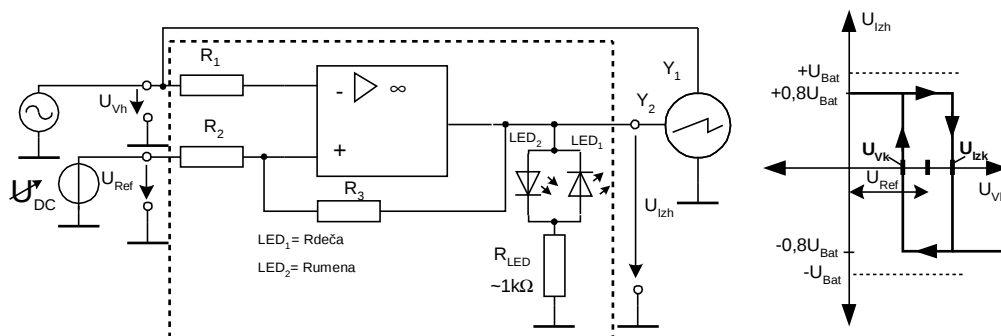 R1
Y1
UVh
- ∞
Y2
R2
+
LED2
LED1
URef
UDC
R3
UIzh
LED1= Rdeča
LED2= Rumena
RLED
~1kΩ
UIzh
+UBat
+0,8UBat
UVk
UIzk
URef
-0,8UBat
-UBat